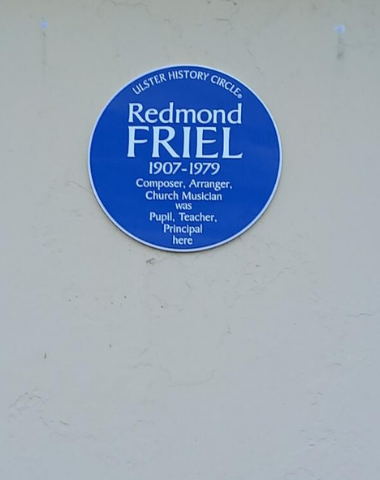 ULSTER HISTORY CIRCLE®
Redmond
FRIEL
1907-1979
Composer, Arranger,
Church Musician
was
Pupil, Teacher,
Principal
here